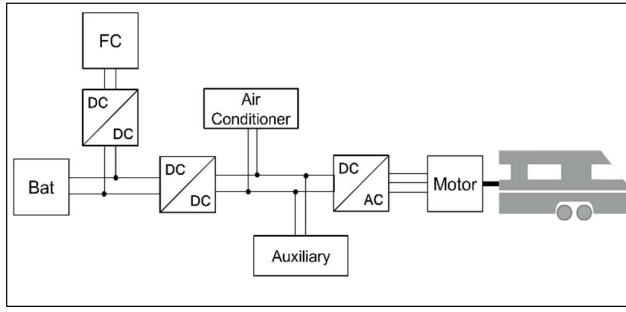 FC
DC
DC
Air
Conditioner
Bat
DC
DC
DC
AC
Motor
Auxiliary